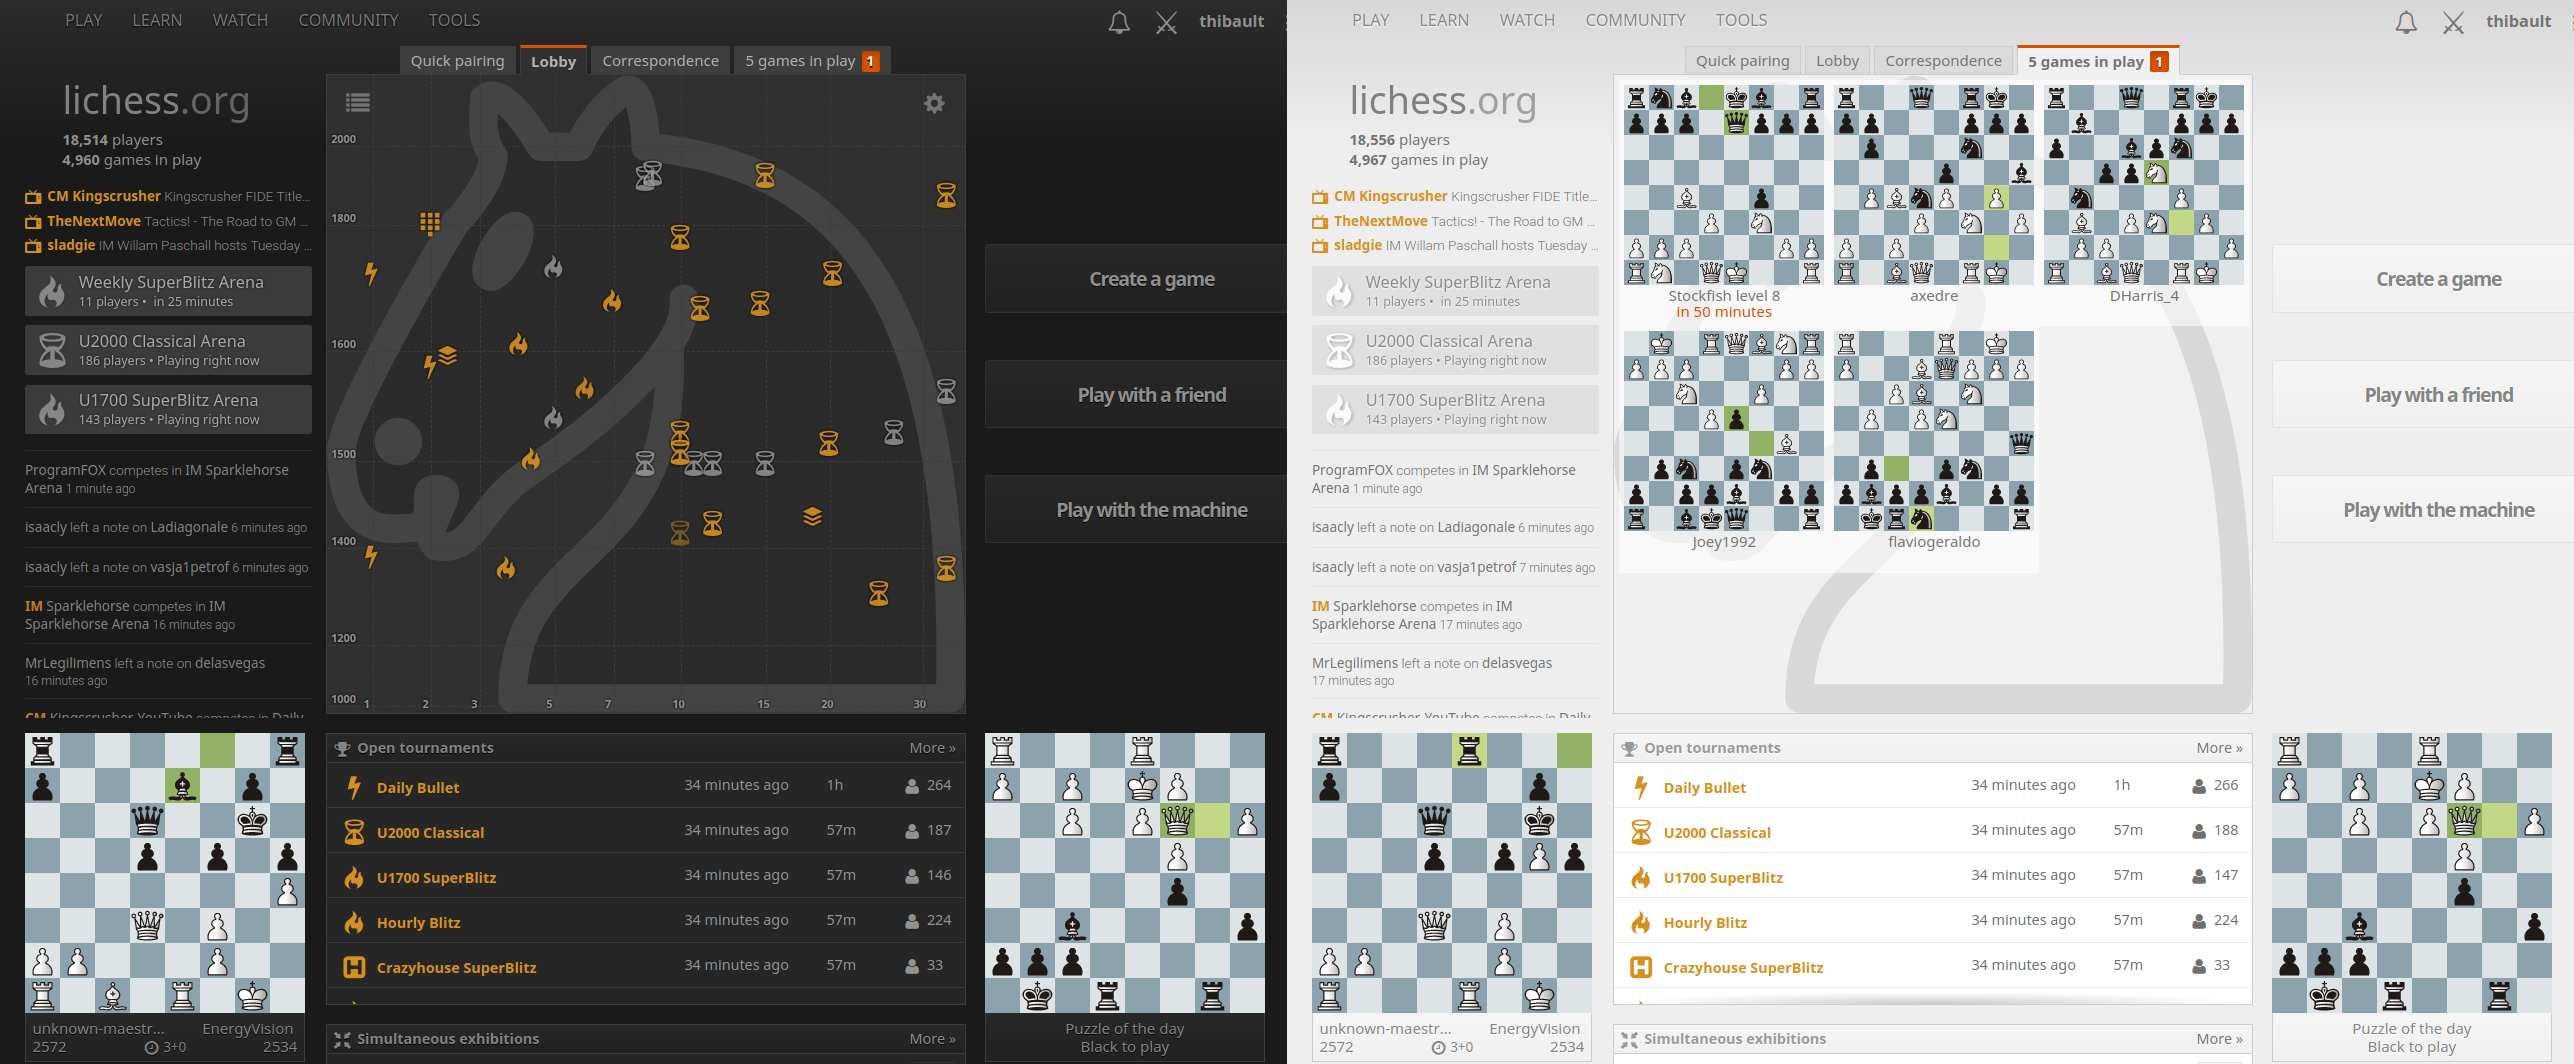 PLAY LEARN WATCH COMMUNITY TOOLS
thibault
Quick pairing
Lobby
Correspondence
5 games in play 1
lichess.org
18,514 players
4,960 games in play
CM Kingscrusher Kingscrusher FIDE Title...
TheNextMove Tactics! - The Road to GM ...
sladgie IM Willam Paschall hosts Tuesday ...
Weekly SuperBlitz Arena
11 players • in 25 minutes
U2000 Classical Arena
186 players • Playing right now
U1700 SuperBlitz Arena
143 players • Playing right now
ProgramFOX competes in IM Sparklehorse
Arena 1 minute ago
isaacly left a note on Ladiagonale 6 minutes ago
isaacly left a note on vasja1petrof 6 minutes ago
IM Sparklehorse competes in IM
Sparklehorse Arena 16 minutes ago
MrLegilimens left a note on delasvegas
16 minutes ago
CM Kingscrusher YouTube competes in Daily
2000
1800
1600
1500
1400
1200
1000
1 2 3 5 7 10 15 20 30
Create a game
Play with a friend
Play with the machine
unknown-maestr... EnergyVision
2572 3+0 2534
Open tournaments More »
Daily Bullet 34 minutes ago 1h 264
U2000 Classical 34 minutes ago 57m 187
U1700 SuperBlitz 34 minutes ago 57m 146
Hourly Blitz 34 minutes ago 57m 224
Crazyhouse SuperBlitz 34 minutes ago 57m 33
Simultaneous exhibitions More »
Puzzle of the day
Black to play
PLAY LEARN WATCH COMMUNITY TOOLS
thibault
Quick pairing
Lobby
Correspondence
5 games in play 1
lichess.org
18,556 players
4,967 games in play
CM Kingscrusher Kingscrusher FIDE Title...
TheNextMove Tactics! - The Road to GM ...
sladgie IM Willam Paschall hosts Tuesday ...
Weekly SuperBlitz Arena
11 players • in 25 minutes
U2000 Classical Arena
186 players • Playing right now
U1700 SuperBlitz Arena
143 players • Playing right now
ProgramFOX competes in IM Sparklehorse
Arena 1 minute ago
isaacly left a note on Ladiagonale 6 minutes ago
isaacly left a note on vasja1petrof 7 minutes ago
IM Sparklehorse competes in IM
Sparklehorse Arena 17 minutes ago
MrLegilimens left a note on delasvegas
17 minutes ago
CM Kingscrusher YouTube competes in Daily
Stockfish level 8
in 50 minutes
axedre
DHarris_4
Joey1992
flaviogeraldo
Create a game
Play with a friend
Play with the machine
unknown-maestr... EnergyVision
2572 3+0 2534
Open tournaments More »
Daily Bullet 34 minutes ago 1h 266
U2000 Classical 34 minutes ago 57m 188
U1700 SuperBlitz 34 minutes ago 57m 147
Hourly Blitz 34 minutes ago 57m 224
Crazyhouse SuperBlitz 34 minutes ago 57m 33
Simultaneous exhibitions More »
Puzzle of the day
Black to play